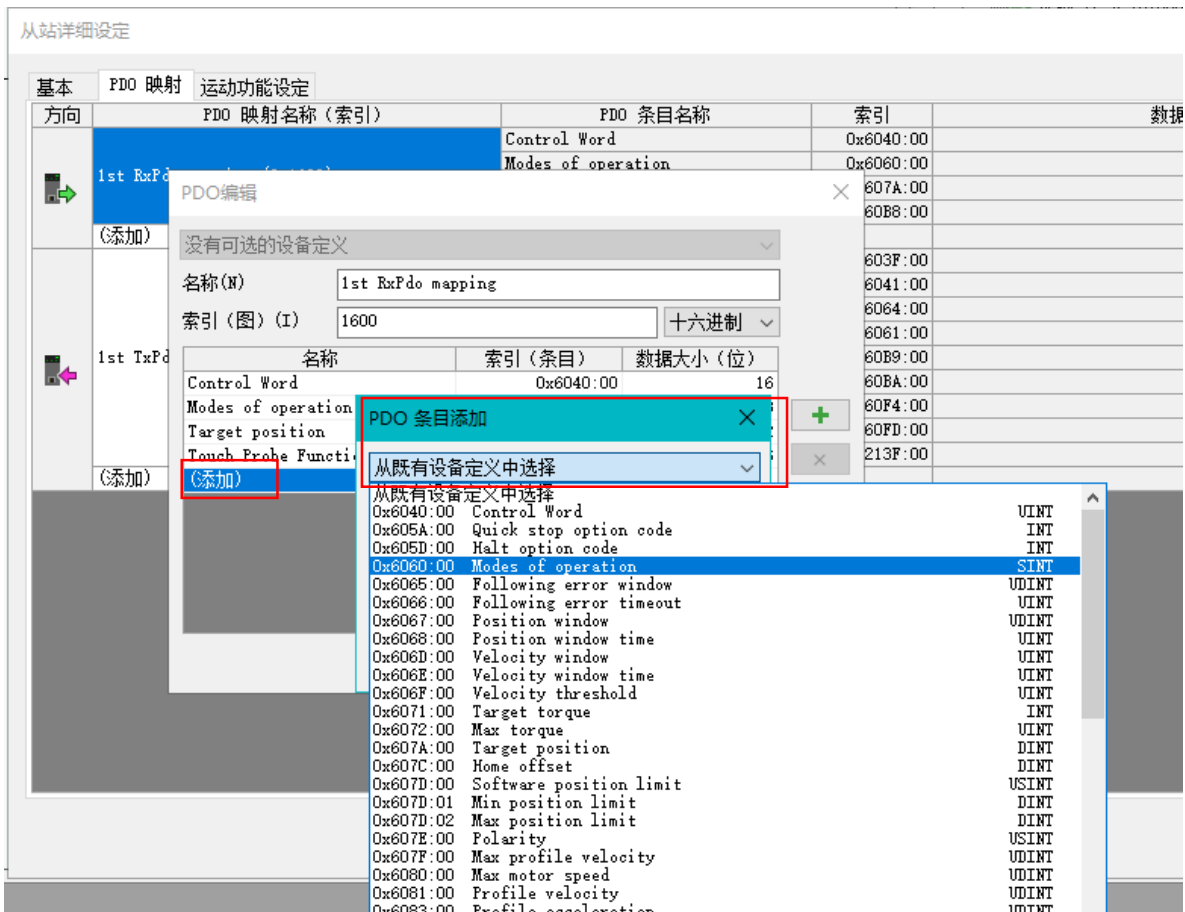 从站详细设定
基本 PDO 映射 运动功能设定
方向 PDO 映射名称（索引） PDO 条目名称 索引 数据
Control Word 0x6040:00
Modes of operation 0x6060:00
1st RxPd
607A:00
60B8:00
(添加)
603F:00
6041:00
6064:00
6061:00
1st TxPd 60B9:00
60BA:00
60F4:00
60FD:00
213F:00
(添加)
PDO编辑
没有可选的设备定义
名称(N) 1st RxPdo mapping
索引（图）(I) 1600 十六进制
名称 索引（条目） 数据大小（位）
Control Word 0x6040:00 16
Modes of operation
Target position
Touch Probe Functi
(添加)
PDO 条目添加
从既有设备定义中选择
从既有设备定义中选择
0x6040:00 Control Word UINT
0x605A:00 Quick stop option code INT
0x605D:00 Halt option code INT
0x6060:00 Modes of operation SINT
0x6065:00 Following error window UDINT
0x6066:00 Following error timeout UINT
0x6067:00 Position window UDINT
0x6068:00 Position window time UINT
0x606D:00 Velocity window UINT
0x606E:00 Velocity window time UINT
0x606F:00 Velocity threshold UINT
0x6071:00 Target torque INT
0x6072:00 Max torque UINT
0x607A:00 Target position DINT
0x607C:00 Home offset DINT
0x607D:00 Software position limit USINT
0x607D:01 Min position limit DINT
0x607D:02 Max position limit DINT
0x607E:00 Polarity USINT
0x607F:00 Max profile velocity UDINT
0x6080:00 Max motor speed UDINT
0x6081:00 Profile velocity UDINT
0x6083:00 Profile acceleration UDINT